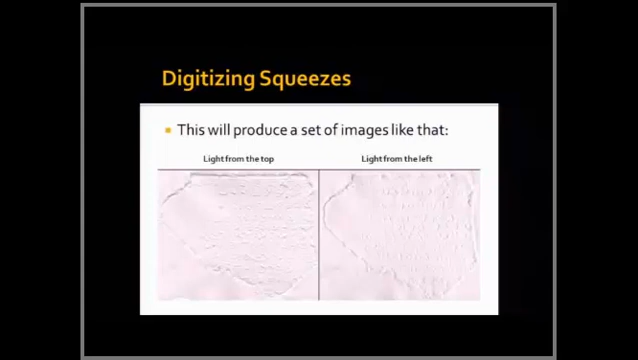 Digitizing Squeezes
This will produce a set of images like that:
Light from the top
Light from the left